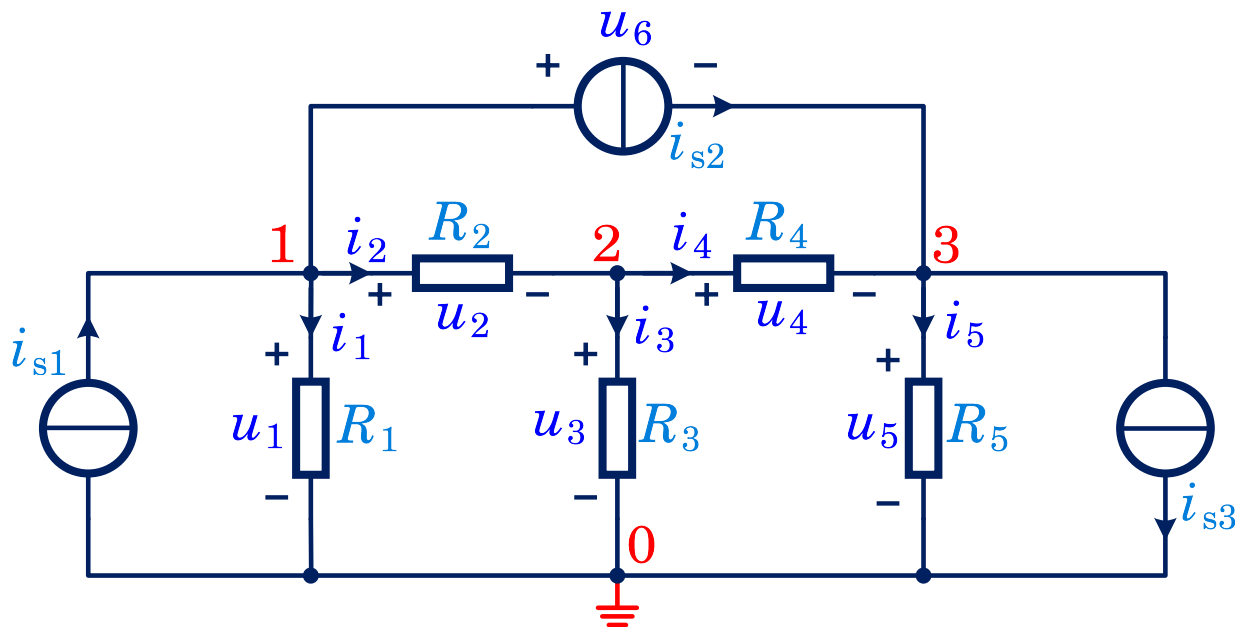 u6
+ −
is2
1 i2 R2 2 i4 R4 3
+ u2 − + u4 −
is1 i1 i3 i5
+ + +
u1 R1 u3 R3 u5 R5
− − −
is3
0